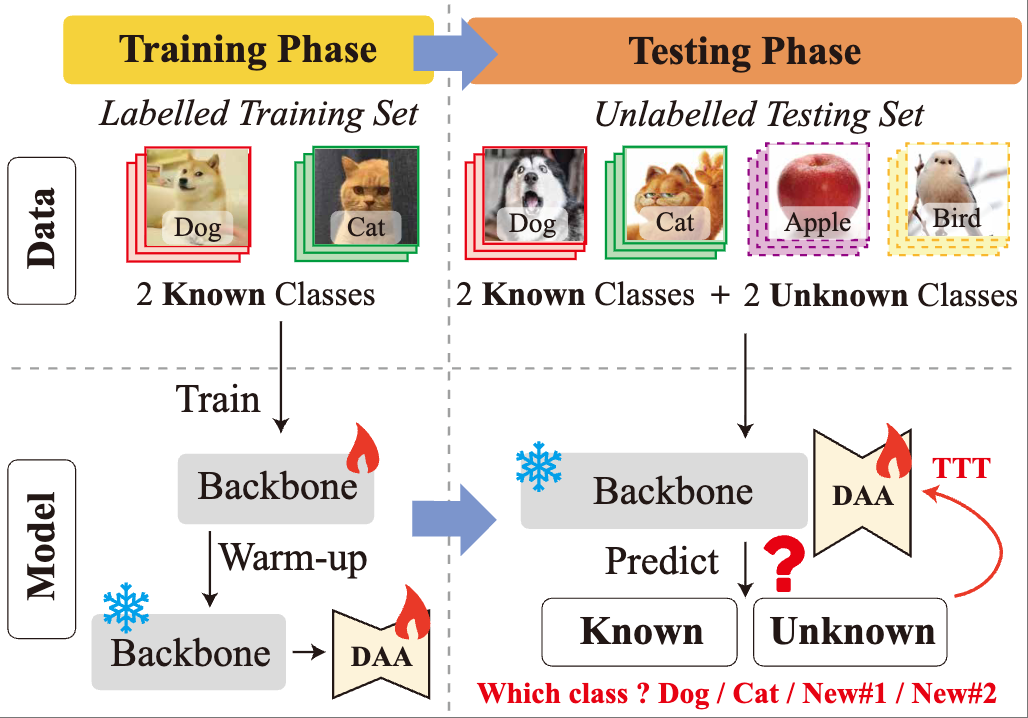 Training Phase
Testing Phase
Labelled Training Set
Unlabelled Testing Set
Data
Dog
Cat
Dog
Cat
Apple
Bird
2 Known Classes
2 Known Classes + 2 Unknown Classes
Train
Model
Backbone
Warm-up
Backbone
DAA
Backbone
DAA
TTT
Predict
?
Known
Unknown
Which class ? Dog / Cat / New#1 / New#2